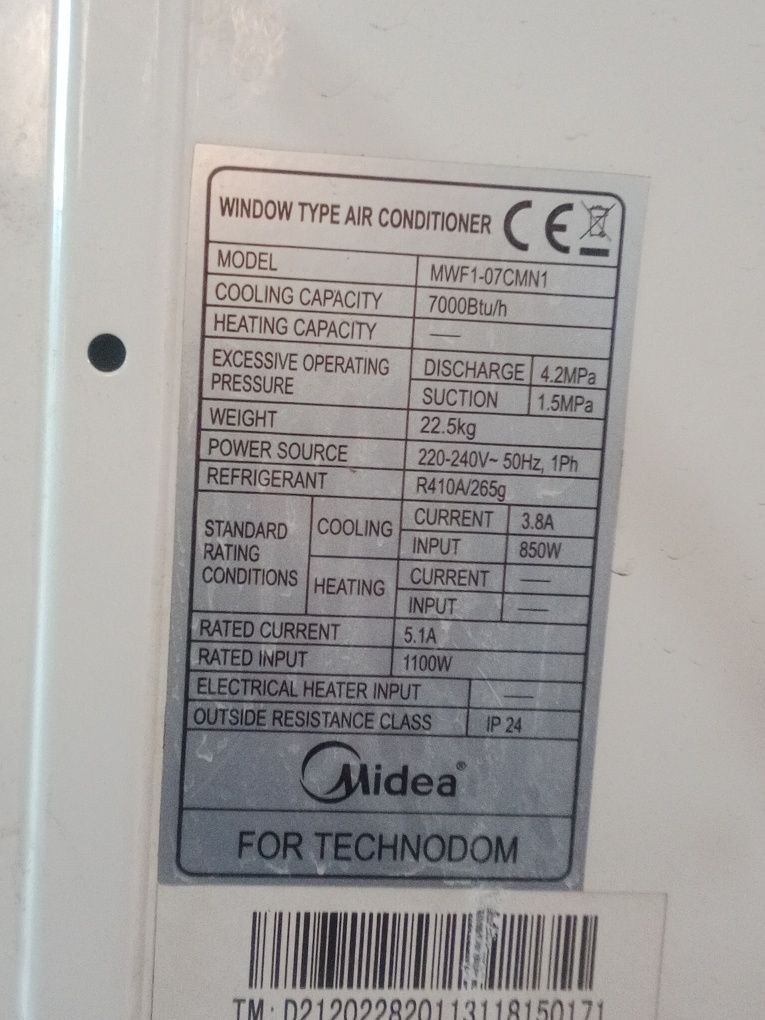 WINDOW TYPE AIR CONDITIONER CE
MODEL MWF1-07CMN1
COOLING CAPACITY 7000Btu/h
HEATING CAPACITY —
EXCESSIVE OPERATING PRESSURE DISCHARGE 4.2MPa
SUCTION 1.5MPa
WEIGHT 22.5kg
POWER SOURCE 220-240V~ 50Hz, 1Ph
REFRIGERANT R410A/265g
STANDARD RATING CONDITIONS COOLING CURRENT 3.8A
INPUT 850W
HEATING CURRENT —
INPUT —
RATED CURRENT 5.1A
RATED INPUT 1100W
ELECTRICAL HEATER INPUT —
OUTSIDE RESISTANCE CLASS IP 24
Midea®
FOR TECHNODOM
TM: D212022820113118150171